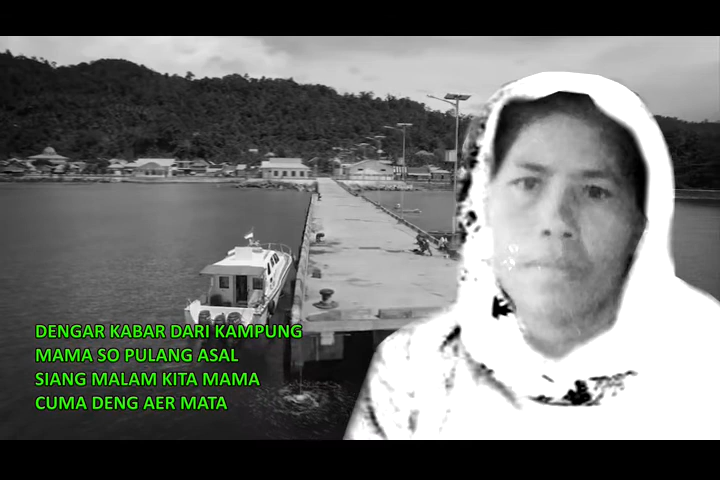 DENGAR KABAR DARI KAMPUNG
MAMA SO PULANG ASAL
SIANG MALAM KITA MAMA
CUMA DENG AER MATA